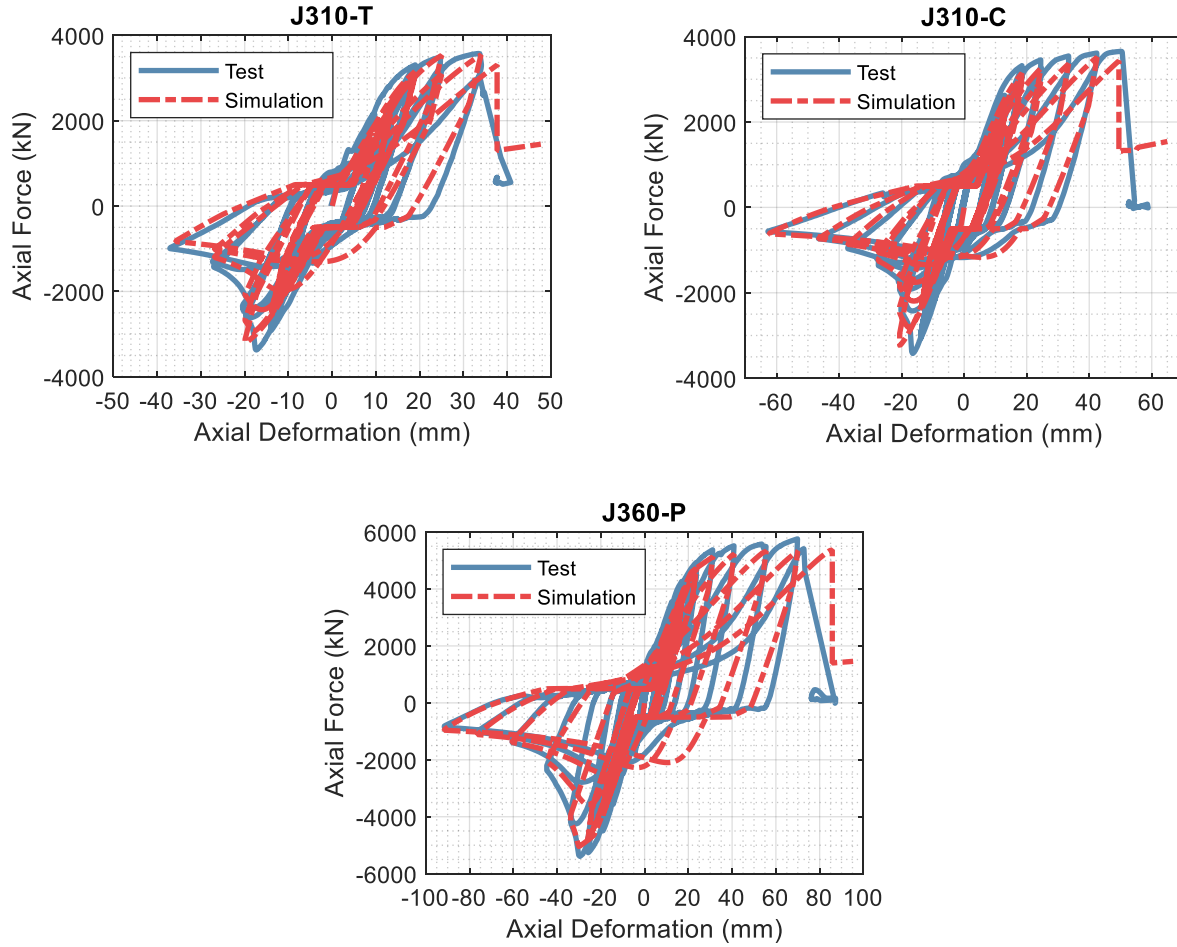 J310-T
4000
2000
0
-2000
-4000
Axial Force (kN)
Test
Simulation
-50 -40 -30 -20 -10 0 10 20 30 40 50
Axial Deformation (mm)
J310-C
4000
2000
0
-2000
-4000
Axial Force (kN)
Test
Simulation
-60 -40 -20 0 20 40 60
Axial Deformation (mm)
J360-P
6000
4000
2000
0
-2000
-4000
-6000
Axial Force (kN)
Test
Simulation
-100 -80 -60 -40 -20 0 20 40 60 80 100
Axial Deformation (mm)